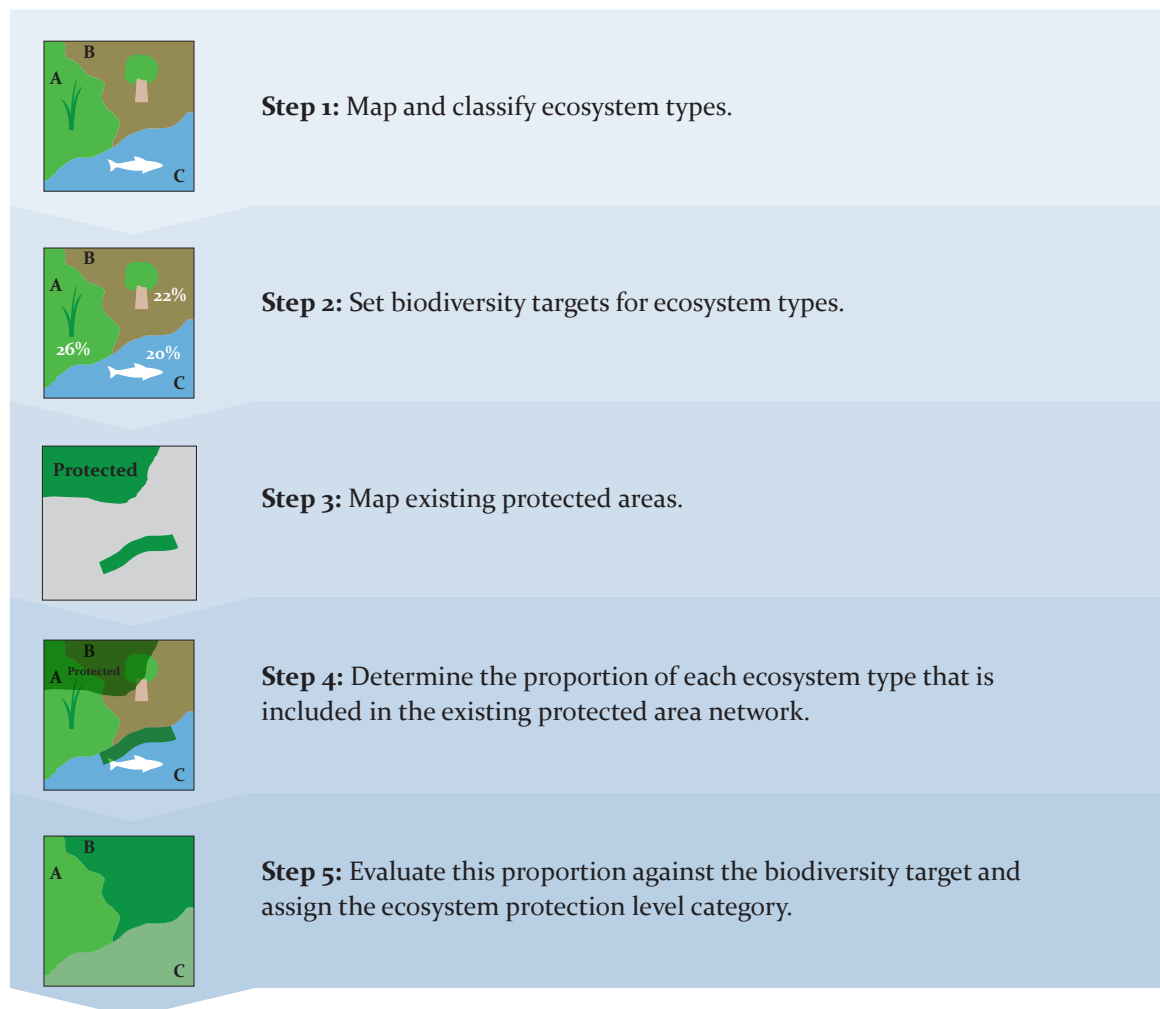 B
A
C
Step 1: Map and classify ecosystem types.
B
A
22%
26%
20%
C
Step 2: Set biodiversity targets for ecosystem types.
Protected
Step 3: Map existing protected areas.
B
A Protected
C
Step 4: Determine the proportion of each ecosystem type that is
included in the existing protected area network.
B
A
C
Step 5: Evaluate this proportion against the biodiversity target and
assign the ecosystem protection level category.